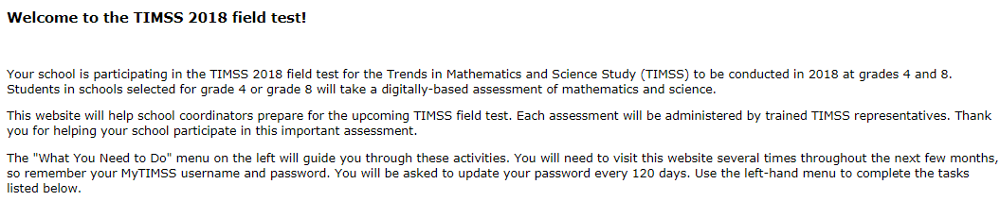 Welcome to the TIMSS 2018 field test!
Your school is participating in the TIMSS 2018 field test for the Trends in Mathematics and Science Study (TIMSS) to be conducted in 2018 at grades 4 and 8.
Students in schools selected for grade 4 or grade 8 will take a digitally-based assessment of mathematics and science.
This website will help school coordinators prepare for the upcoming TIMSS field test. Each assessment will be administered by trained TIMSS representatives. Thank
you for helping your school participate in this important assessment.
The "What You Need to Do" menu on the left will guide you through these activities. You will need to visit this website several times throughout the next few months,
so remember your MyTIMSS username and password. You will be asked to update your password every 120 days. Use the left-hand menu to complete the tasks
listed below.